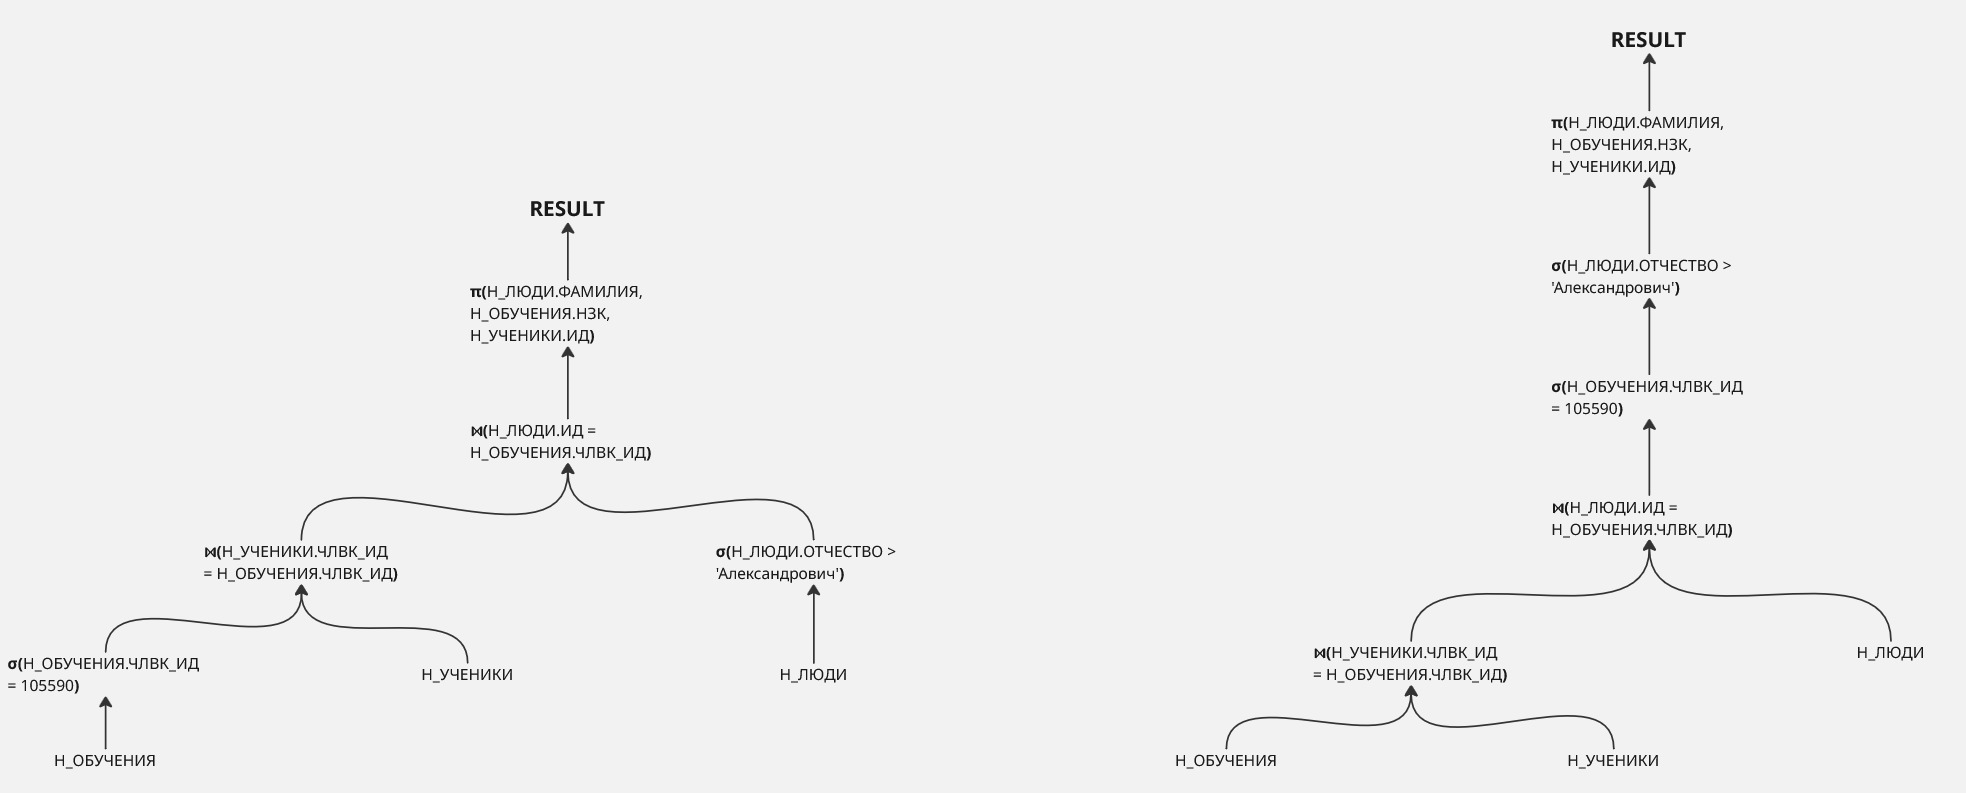 RESULT
π(Н_ЛЮДИ.ФАМИЛИЯ,
Н_ОБУЧЕНИЯ.НЗК,
Н_УЧЕНИКИ.ИД)
⋈(Н_ЛЮДИ.ИД =
Н_ОБУЧЕНИЯ.ЧЛВК_ИД)
⋈(Н_УЧЕНИКИ.ЧЛВК_ИД
= Н_ОБУЧЕНИЯ.ЧЛВК_ИД)
σ(Н_ЛЮДИ.ОТЧЕСТВО >
'Александрович')
σ(Н_ОБУЧЕНИЯ.ЧЛВК_ИД
= 105590)
Н_УЧЕНИКИ
Н_ЛЮДИ
Н_ОБУЧЕНИЯ
RESULT
π(Н_ЛЮДИ.ФАМИЛИЯ,
Н_ОБУЧЕНИЯ.НЗК,
Н_УЧЕНИКИ.ИД)
σ(Н_ЛЮДИ.ОТЧЕСТВО >
'Александрович')
σ(Н_ОБУЧЕНИЯ.ЧЛВК_ИД
= 105590)
⋈(Н_ЛЮДИ.ИД =
Н_ОБУЧЕНИЯ.ЧЛВК_ИД)
⋈(Н_УЧЕНИКИ.ЧЛВК_ИД
= Н_ОБУЧЕНИЯ.ЧЛВК_ИД)
Н_ЛЮДИ
Н_ОБУЧЕНИЯ
Н_УЧЕНИКИ